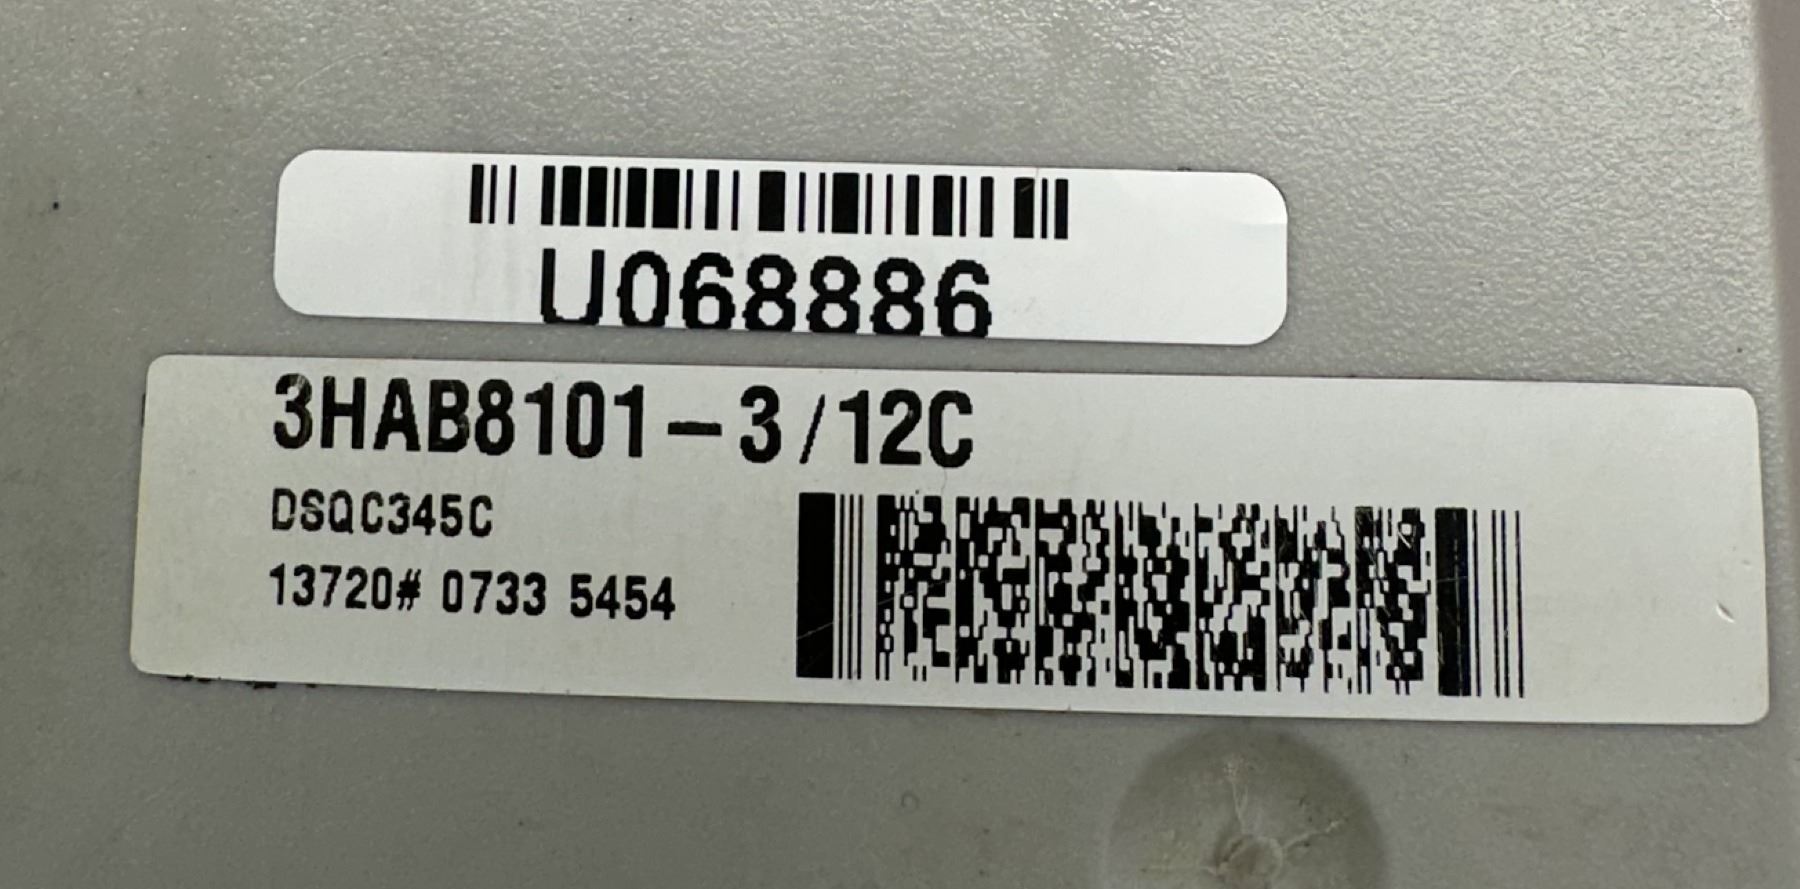 U068886
3HAB8101-3/12C
DSQC345C
13720# 0733 5454